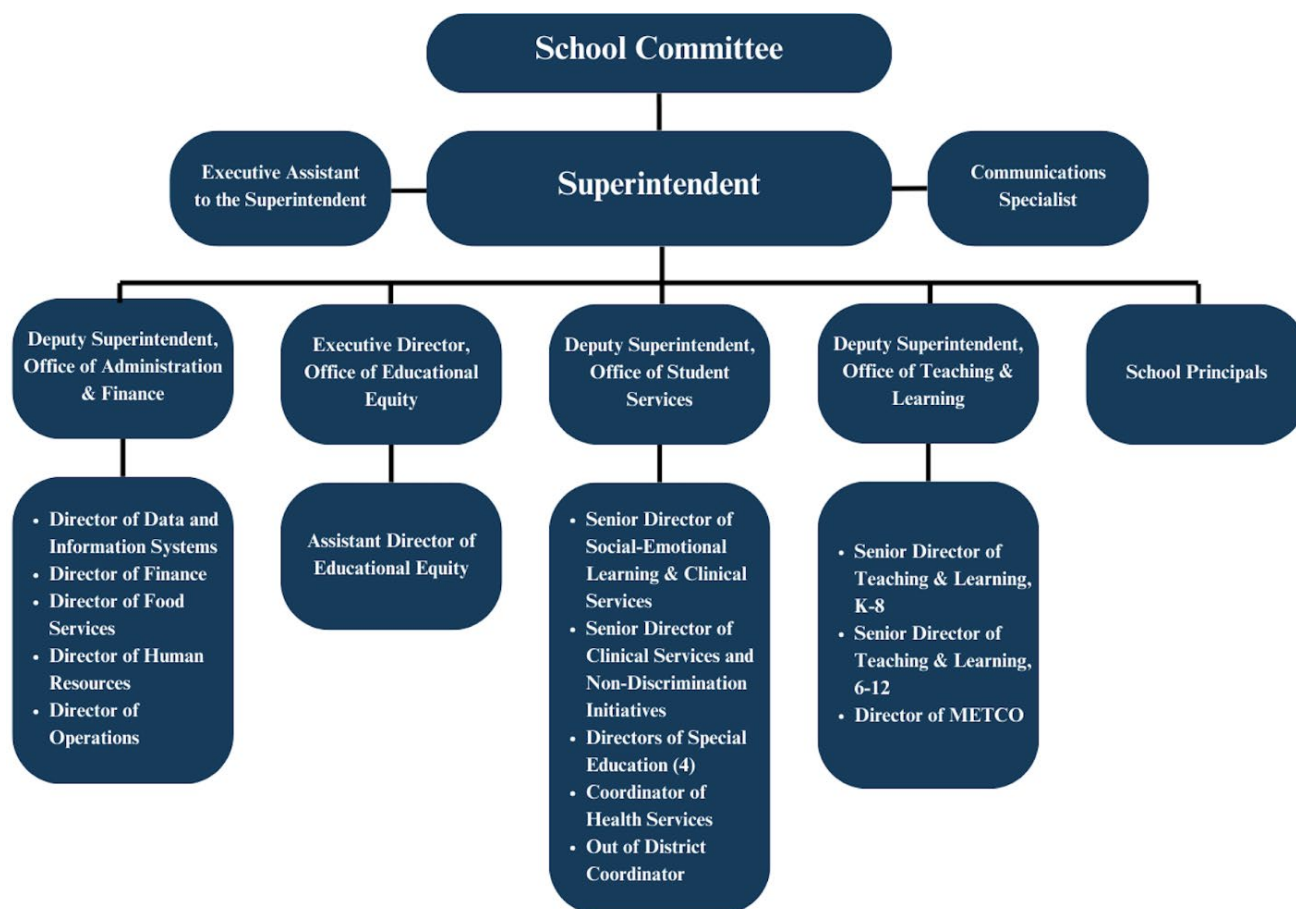 School Committee
Executive Assistant
to the Superintendent
Superintendent
Communications
Specialist
Deputy Superintendent,
Office of Administration
& Finance
Executive Director,
Office of Educational
Equity
Deputy Superintendent,
Office of Student
Services
Deputy Superintendent,
Office of Teaching &
Learning
School Principals
• Director of Data and
Information Systems
• Director of Finance
• Director of Food
Services
• Director of Human
Resources
• Director of
Operations
Assistant Director of
Educational Equity
• Senior Director of
Social-Emotional
Learning & Clinical
Services
• Senior Director of
Clinical Services and
Non-Discrimination
Initiatives
• Directors of Special
Education (4)
• Coordinator of
Health Services
• Out of District
Coordinator
• Senior Director of
Teaching & Learning,
K-8
• Senior Director of
Teaching & Learning,
6-12
• Director of METCO